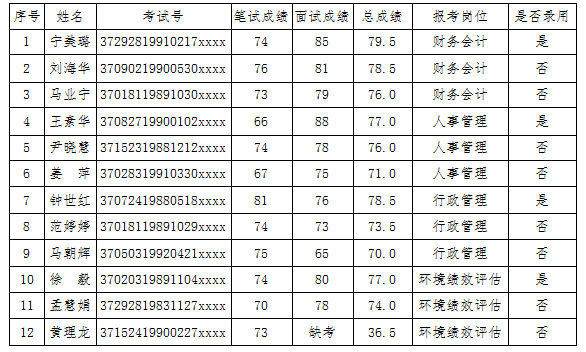 序号 姓名 考试号 笔试成绩 面试成绩 总成绩 报考岗位 是否录用
1 宁类璐 37292819910217xxxx 74 85 79.5 财务会计 是
2 刘海华 37090219900530xxxx 76 81 78.5 财务会计 否
3 马业宁 37018119891030xxxx 73 79 76.0 财务会计 否
4 王素华 37082719900102xxxx 66 88 77.0 人事管理 是
5 尹晓慧 37152319881212xxxx 74 78 76.0 人事管理 否
6 姜 萍 37028319910330xxxx 67 75 71.0 人事管理 否
7 钟世红 37072419880518xxxx 81 76 78.5 行政管理 是
8 范婷婷 37018119891029xxxx 74 73 73.5 行政管理 否
9 马朝辉 37050319920421xxxx 75 65 70.0 行政管理 否
10 徐 毅 37020319891104xxxx 74 80 77.0 环境绩效评估 是
11 孟慧娟 37292819831127xxxx 70 78 74.0 环境绩效评估 否
12 黄理龙 37152419900227xxxx 73 缺考 36.5 环境绩效评估 否